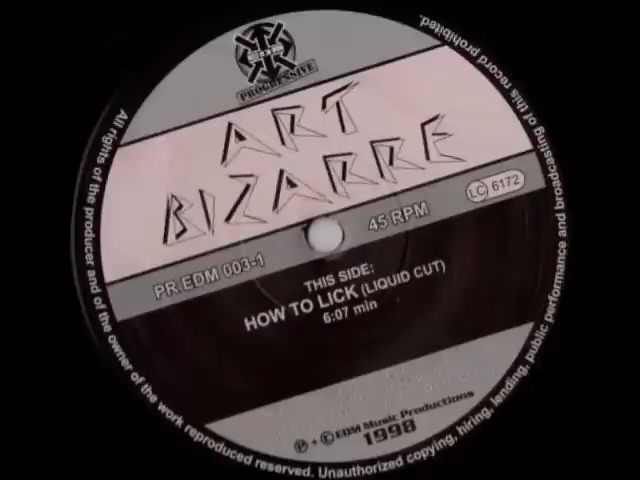 PROGRESSIVE
ART
BIZARRE
PR.EDM 003-1
45 RPM
LC 6172
THIS SIDE:
HOW TO LICK (LIQUID CUT)
6:07 min
Ⓟ + © EDM Music Productions
1998
All rights of the producer and of the owner of the work reproduced reserved. Unauthorized copying, hiring, lending, public performance and broadcasting of this record prohibited.